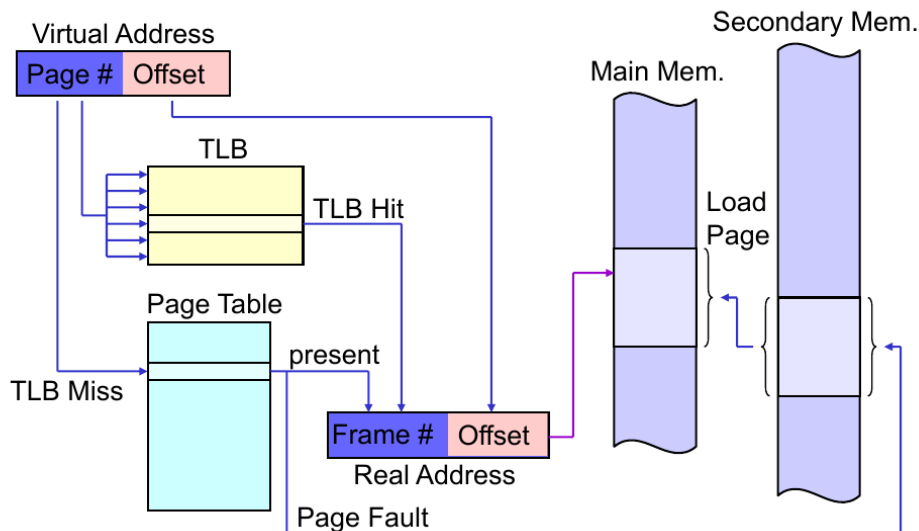 Virtual Address
Secondary Mem.
Page # Offset
Main Mem.
TLB
TLB Hit
Load
Page
Page Table
present
TLB Miss
Frame # Offset
Real Address
Page Fault